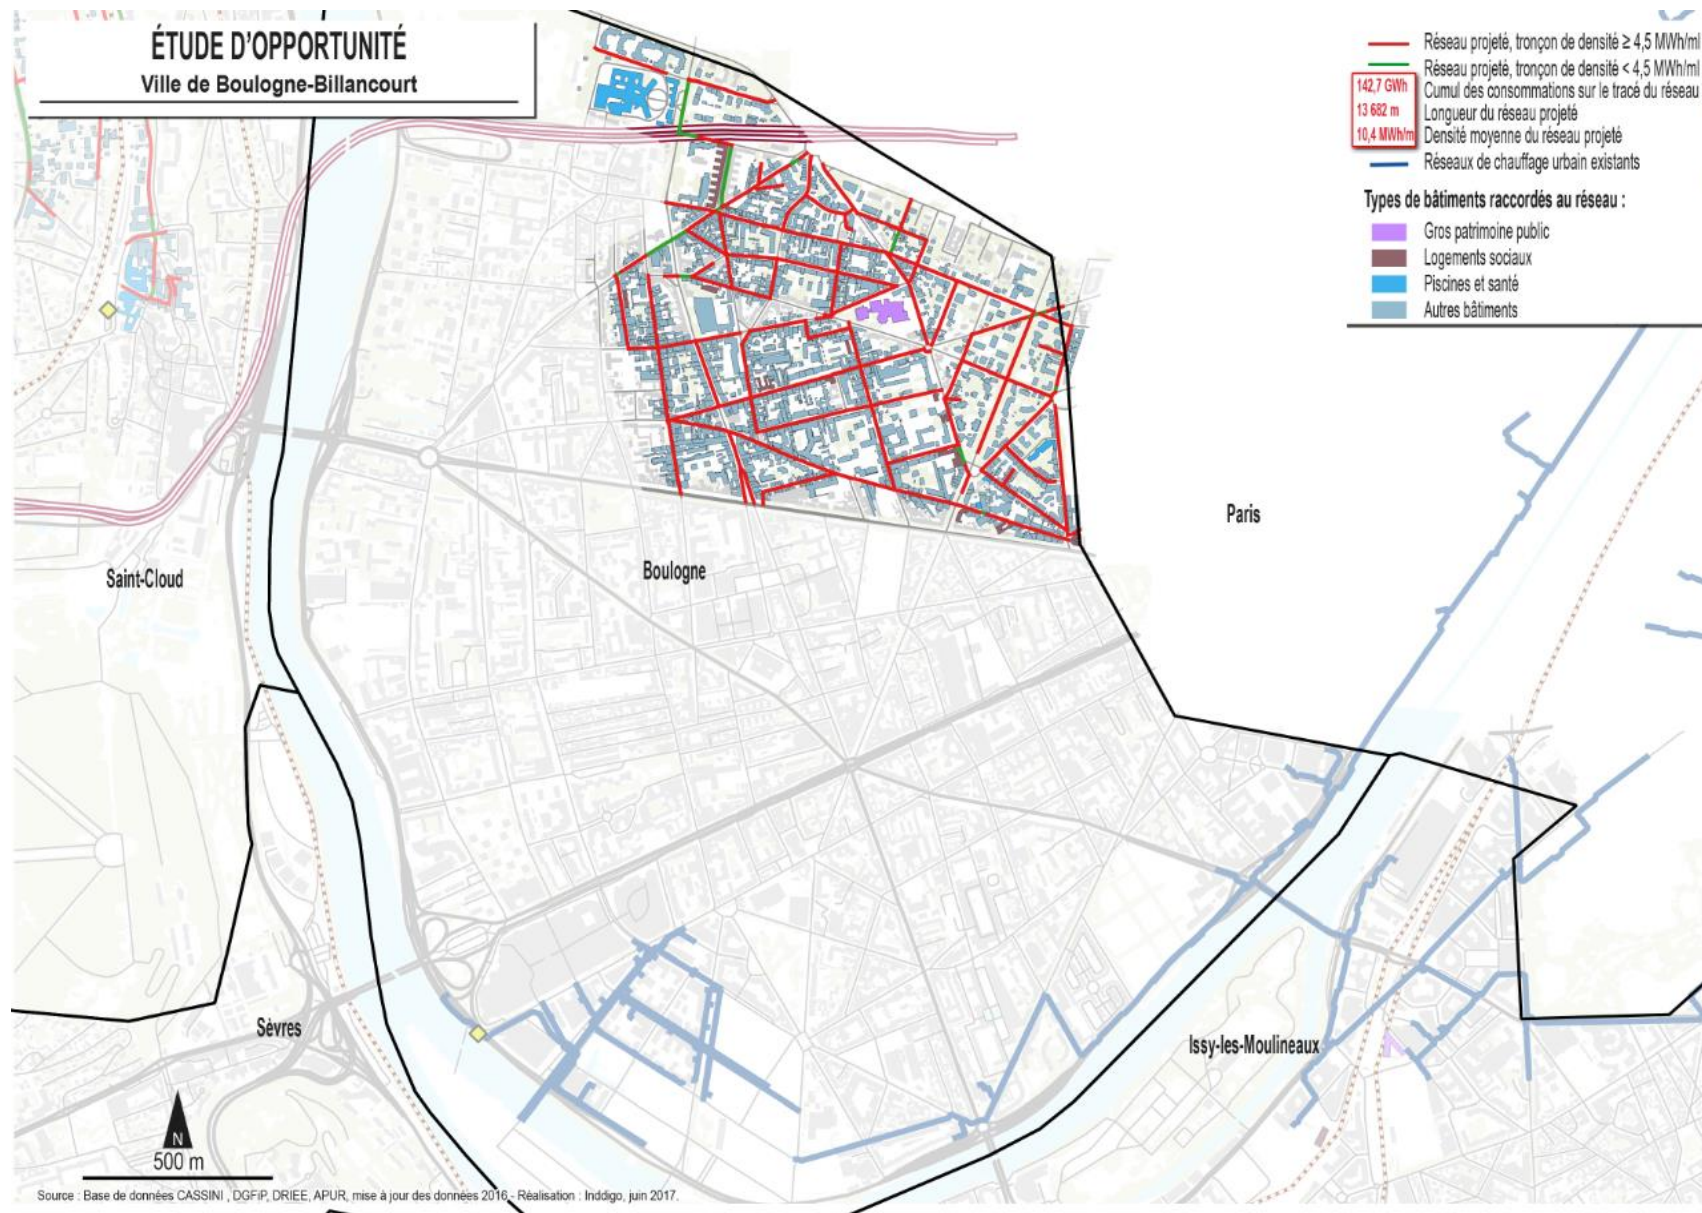 ÉTUDE D'OPPORTUNITÉ
Ville de Boulogne-Billancourt
Réseau projeté, tronçon de densité ≥ 4,5 MWh/ml
Réseau projeté, tronçon de densité < 4,5 MWh/ml
142,7 GWh Cumul des consommations sur le tracé du réseau
13 682 m Longueur du réseau projeté
10,4 MWh/m Densité moyenne du réseau projeté
Réseaux de chauffage urbain existants
Types de bâtiments raccordés au réseau :
Gros patrimoine public
Logements sociaux
Piscines et santé
Autres bâtiments
Paris
Saint-Cloud
Boulogne
Sèvres
Issy-les-Moulineaux
N
500 m
Source : Base de données CASSINI , DGFiP, DRIEE, APUR, mise à jour des données 2016 - Réalisation : Inddigo, juin 2017.